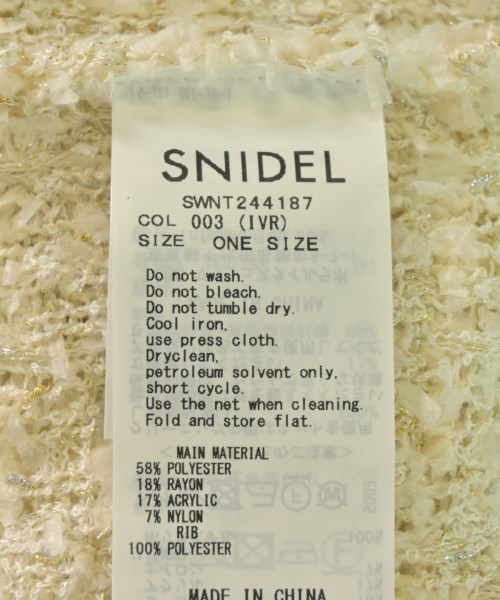 SNIDEL
SWNT244187
COL 003 (IVR)
SIZE ONE SIZE
Do not wash.
Do not bleach.
Do not tumble dry.
Cool iron,
use press cloth.
Dryclean,
petroleum solvent only,
short cycle.
Use the net when cleaning.
Fold and store flat.
MAIN MATERIAL
58% POLYESTER
18% RAYON
17% ACRYLIC
7% NYLON
RIB
100% POLYESTER
MADE IN CHINA